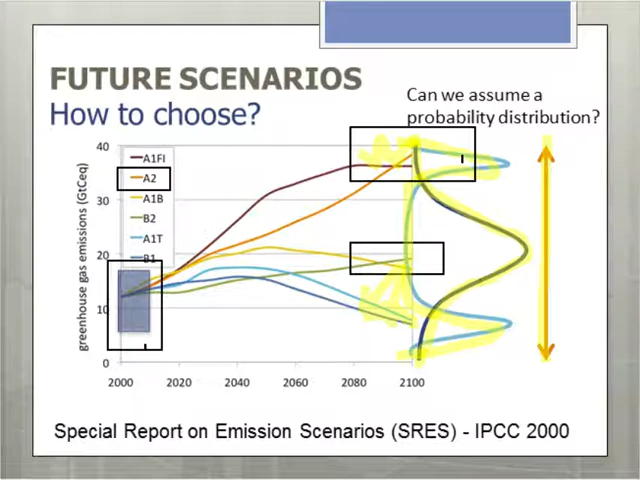 FUTURE SCENARIOS
How to choose?
Can we assume a
probability distribution?
greenhouse gas emissions (GtCeq)
40
30
20
10
0
A1FI
A2
A1B
B2
A1T
B1
2000
2020
2040
2060
2080
2100
Special Report on Emission Scenarios (SRES) - IPCC 2000